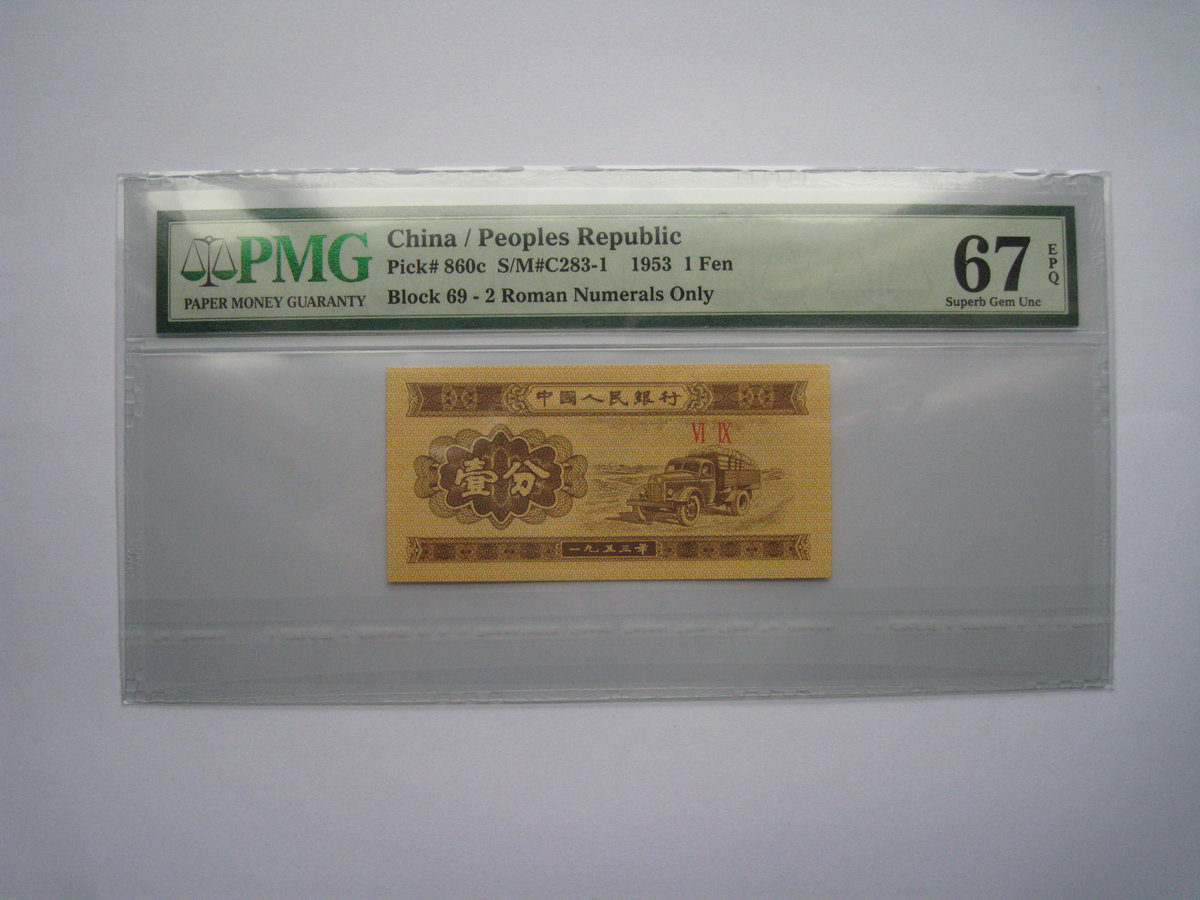 PMG
PAPER MONEY GUARANTY
China / Peoples Republic
Pick# 860c S/M#C283-1 1953 1 Fen
Block 69 - 2 Roman Numerals Only
67
EPQ
Superb Gem Unc
中國人民銀行
VI IX
壹分
一九五三年